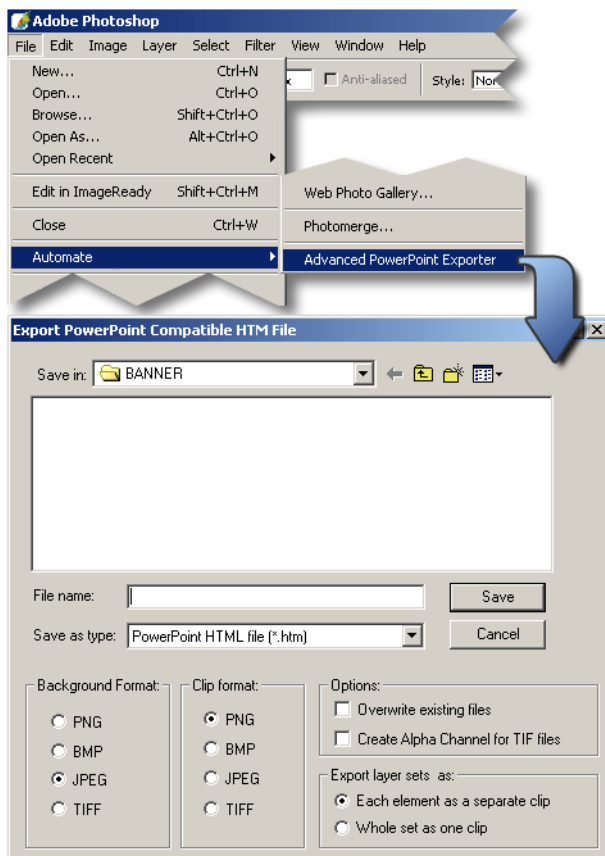 Adobe Photoshop
File Edit Image Layer Select Filter View Window Help
Anti-aliased Style:
New... Ctrl+N
Open... Ctrl+O
Browse... Shift+Ctrl+O
Open As... Alt+Ctrl+O
Open Recent
Edit in ImageReady Shift+Ctrl+M
Close Ctrl+W
Automate
Web Photo Gallery...
Photomerge...
Advanced PowerPoint Exporter
Export PowerPoint Compatible HTM File
Save in: BANNER
File name: Save
Save as type: PowerPoint HTML file (*.htm) Cancel
Background Format:
PNG
BMP
JPEG
TIFF
Clip format:
PNG
BMP
JPEG
TIFF
Options:
Overwrite existing files
Create Alpha Channel for TIF files
Export layer sets as:
Each element as a separate clip
Whole set as one clip